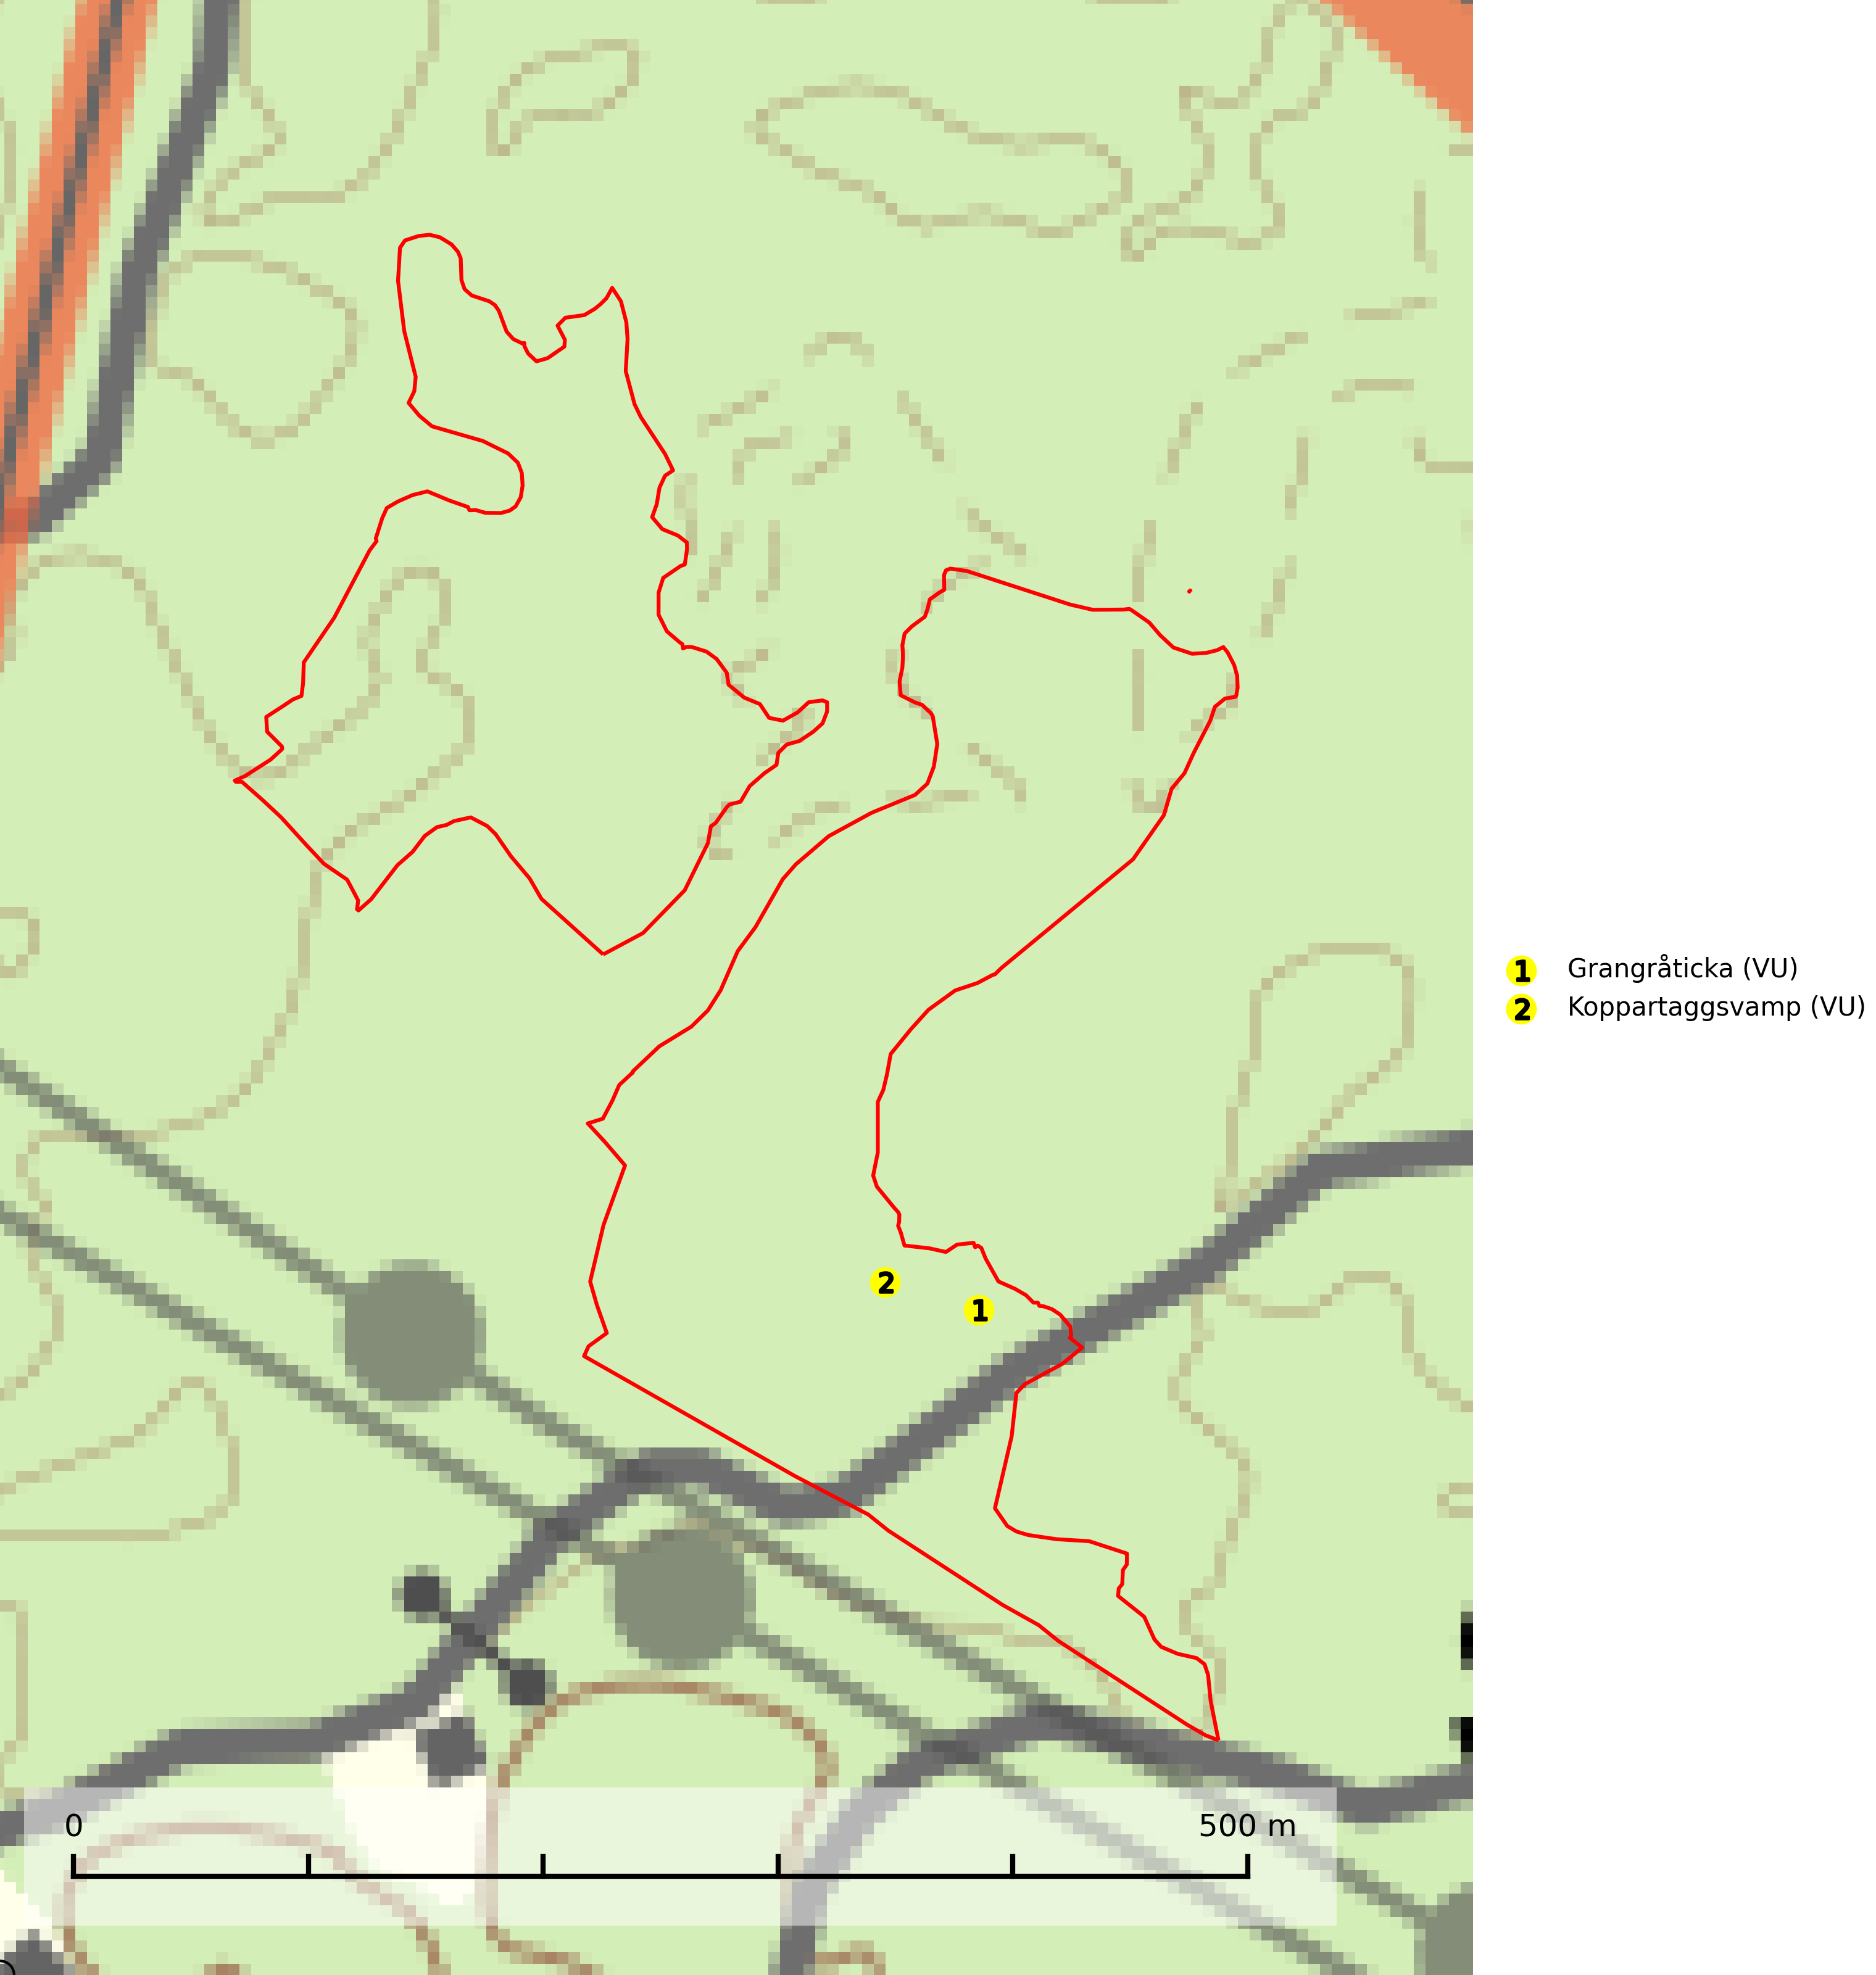 1 Grangråticka (VU)
2 Koppartaggsvamp (VU)
2
1
0 500 m